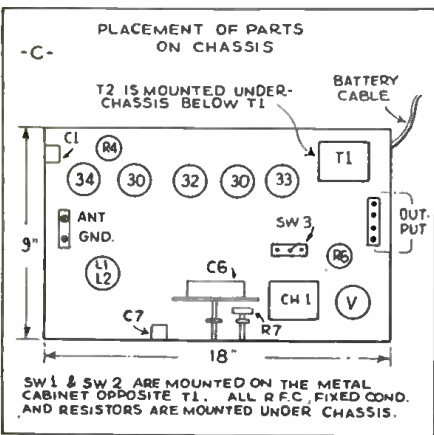 PLACEMENT OF PARTS
ON CHASSIS
-C-
T2 IS MOUNTED UNDER-
CHASSIS BELOW T1
BATTERY
CABLE
C1
R4
T1
34
30
32
30
33
ANT
GND.
SW 3
OUT-
PUT
9"
L1
L2
C6
R6
CH 1
V
C7
R7
18"
SW1 & SW 2 ARE MOUNTED ON THE METAL
CABINET OPPOSITE T1. ALL R.F.C, FIXED COND.
AND RESISTORS ARE MOUNTED UNDER CHASSIS.